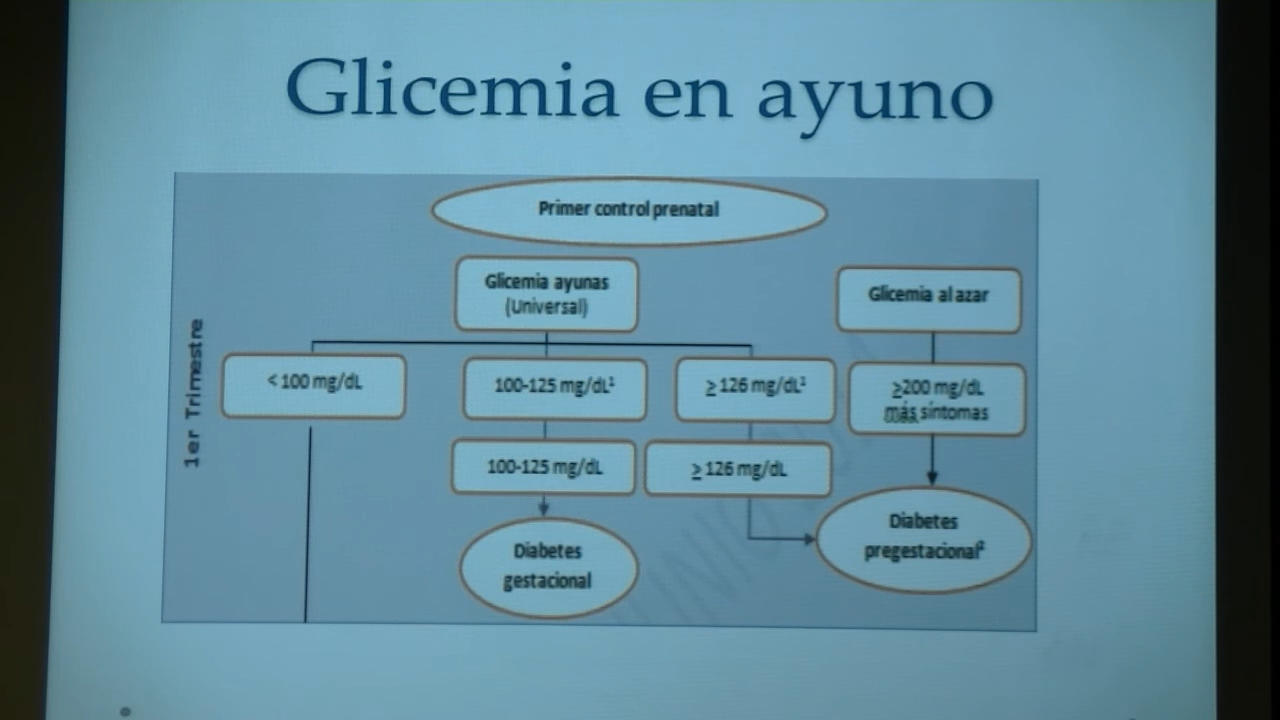 Glicemia en ayuno
Primer control prenatal
Glicemia ayunas
(Universal)
Glicemia al azar
1er Trimestre
< 100 mg/dL
100-125 mg/dL¹
≥ 126 mg/dL¹
≥200 mg/dL
más síntomas
100-125 mg/dL
≥ 126 mg/dL
Diabetes
gestacional
Diabetes
pregestacional²